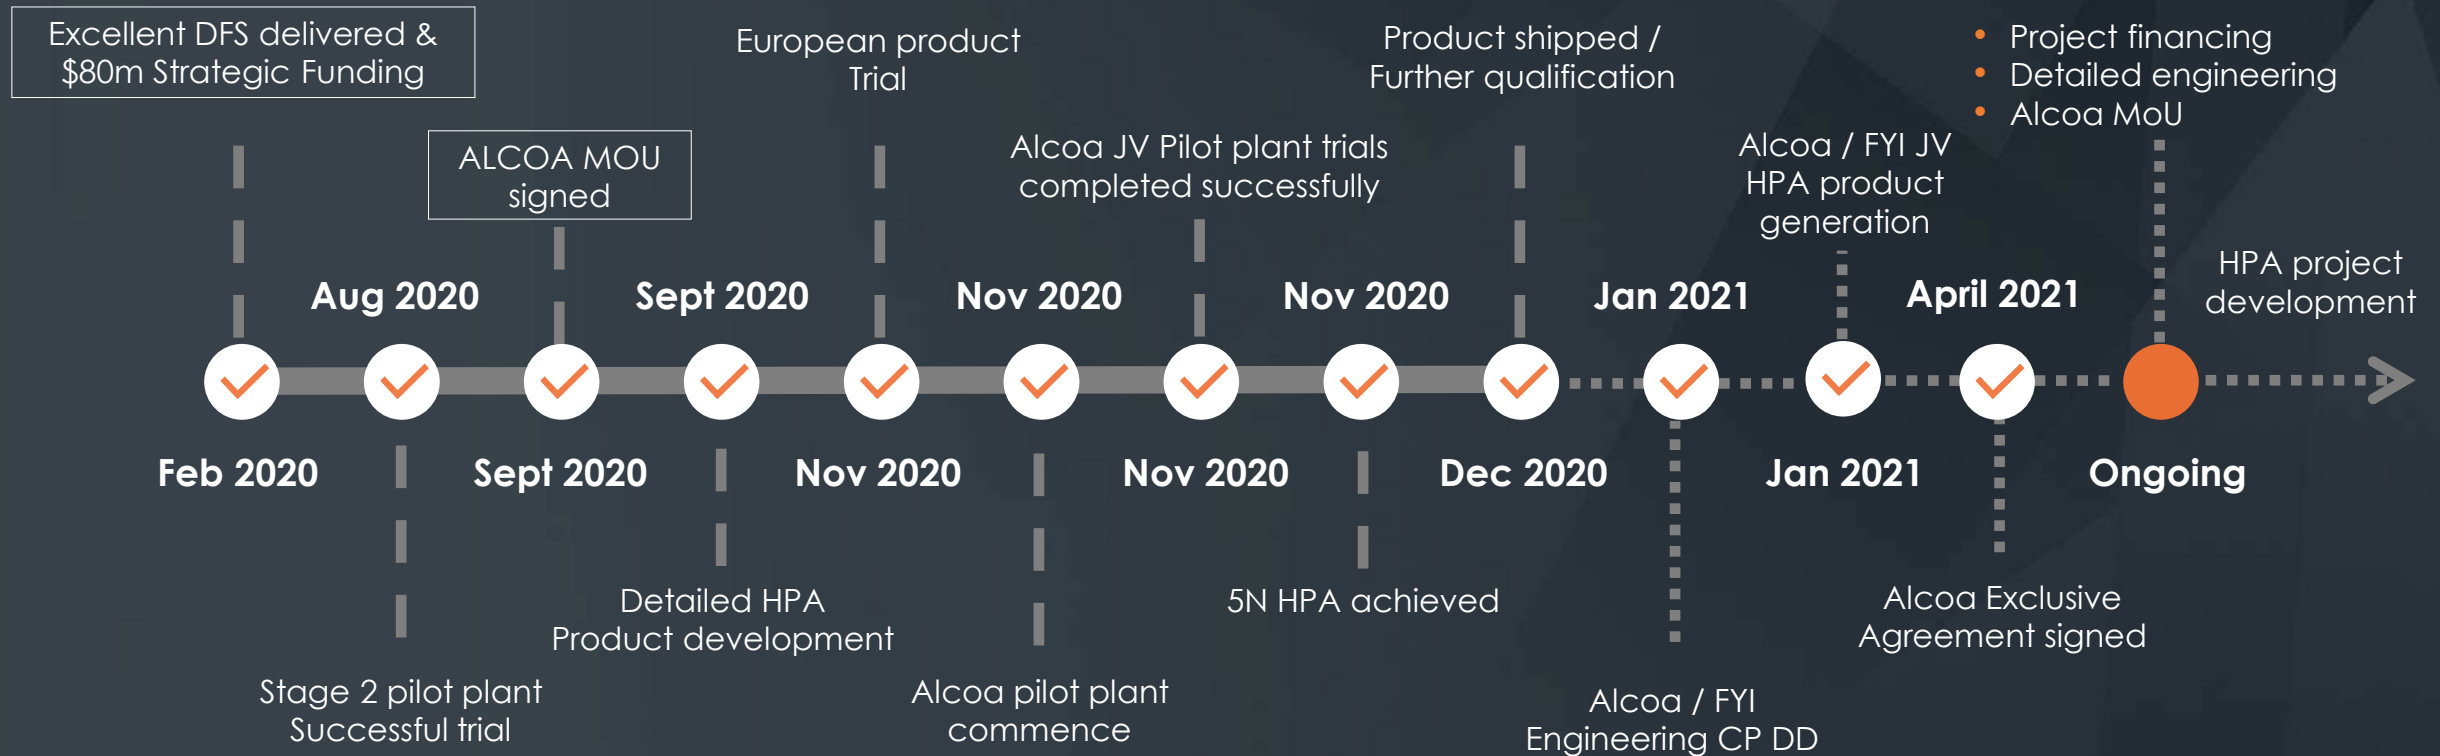 Excellent DFS delivered &
$80m Strategic Funding
ALCOA MOU
signed
European product
Trial
Alcoa JV Pilot plant trials
completed successfully
Product shipped /
Further qualification
Alcoa / FYI JV
HPA product
generation
• Project financing
• Detailed engineering
• Alcoa MoU
HPA project
development
Aug 2020
Sept 2020
Nov 2020
Nov 2020
Jan 2021
April 2021
Feb 2020
Sept 2020
Nov 2020
Nov 2020
Dec 2020
Jan 2021
Ongoing
Stage 2 pilot plant
Successful trial
Detailed HPA
Product development
Alcoa pilot plant
commence
5N HPA achieved
Alcoa / FYI
Engineering CP DD
Alcoa Exclusive
Agreement signed